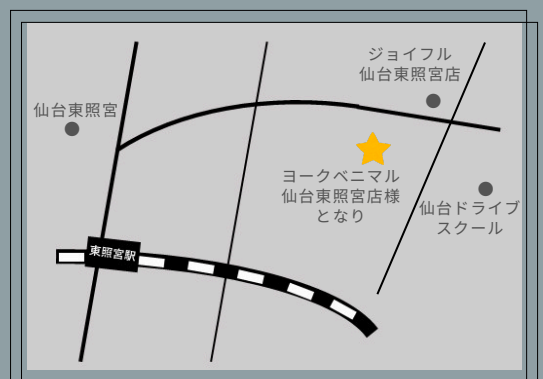 ジョイフル
仙台東照宮店
仙台東照宮
ヨークベニマル
仙台東照宮店様
となり
仙台ドライブ
スクール
東照宮駅